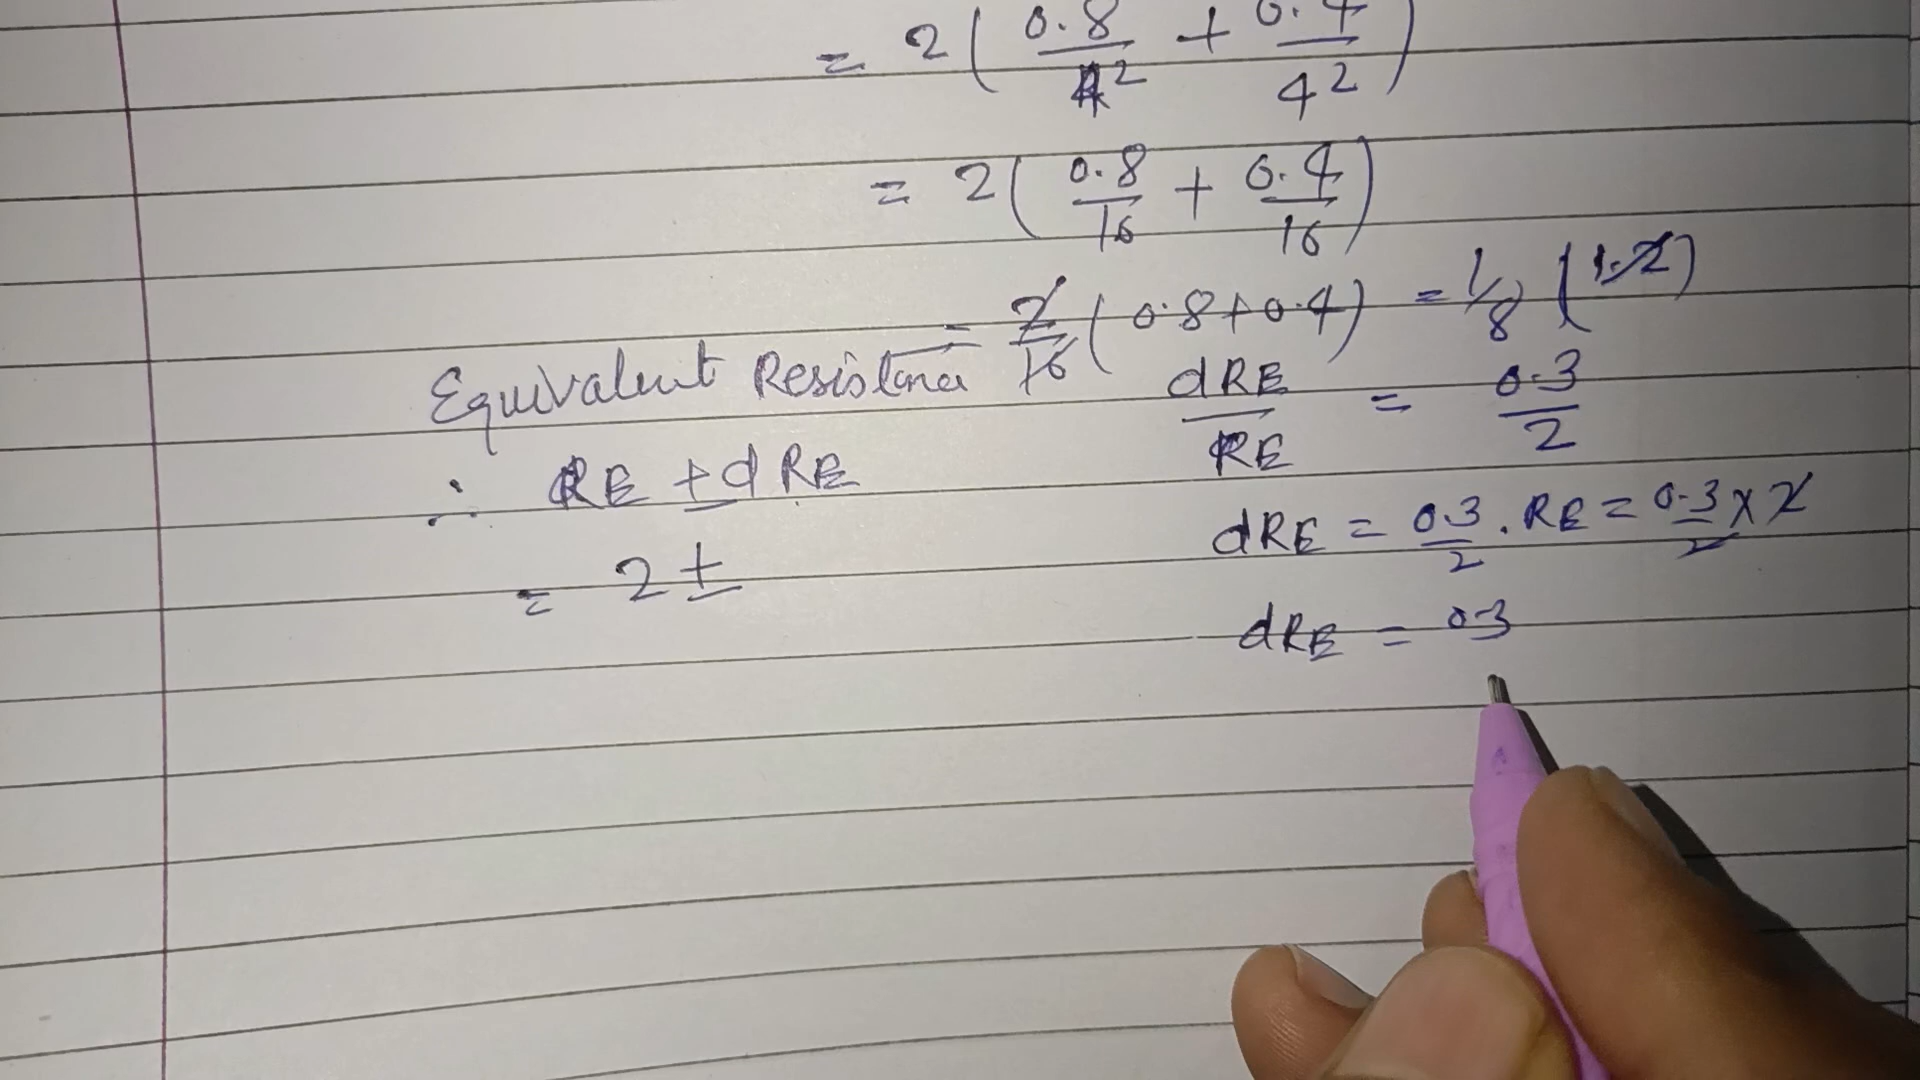 = 2 ( 0.8/4² + 0.4/4² )
= 2 ( 0.8/16 + 0.4/16 )
= 2/16 ( 0.8 + 0.4 ) = 1/8 ( 1.2 )
Equivalent Resistance
dRE/RE = 0.3/2
∴ RE ± dRE
dRE = 0.3/2 . RE = 0.3/2 x 2
= 2 ±
dRE = 0.3